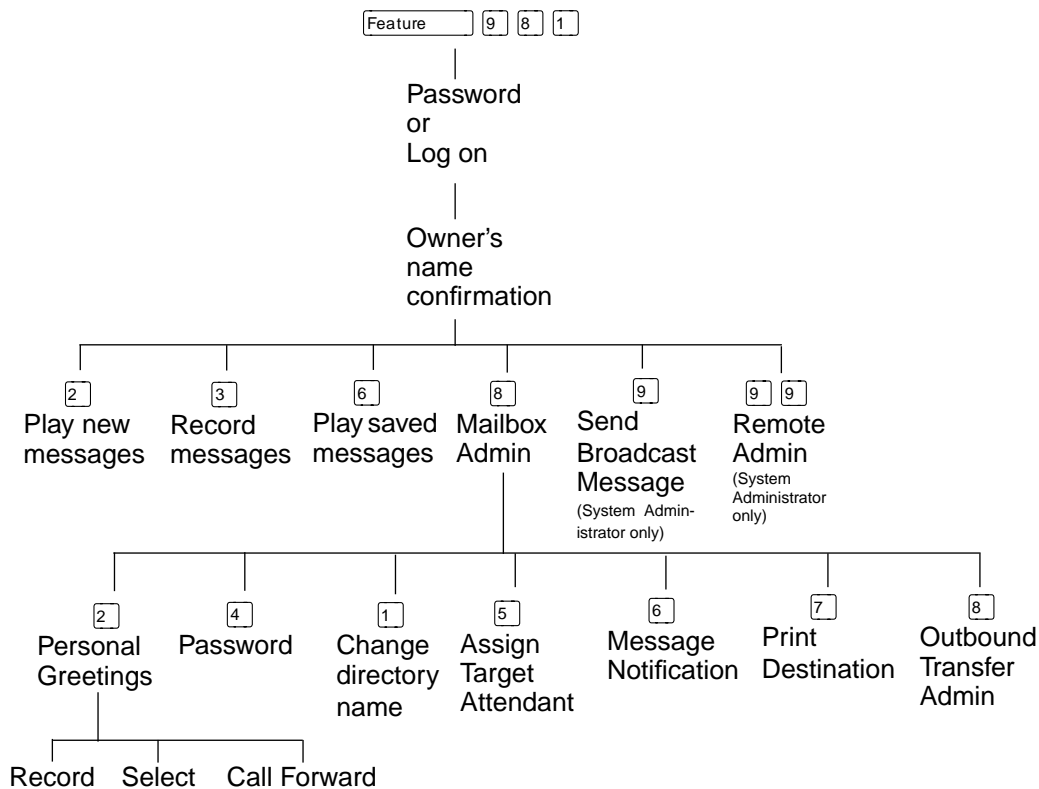 Feature 9 8 1
Password
or
Log on
Owner's
name
confirmation
2
Play new
messages
3
Record
messages
6
Play saved
messages
8
Mailbox
Admin
9
Send
Broadcast
Message
(System Admin-
istrator only)
9 9
Remote
Admin
(System
Administrator
only)
2
Personal
Greetings
4
Password
1
Change
directory
name
5
Assign
Target
Attendant
6
Message
Notification
7
Print
Destination
8
Outbound
Transfer
Admin
Record
Select
Call Forward